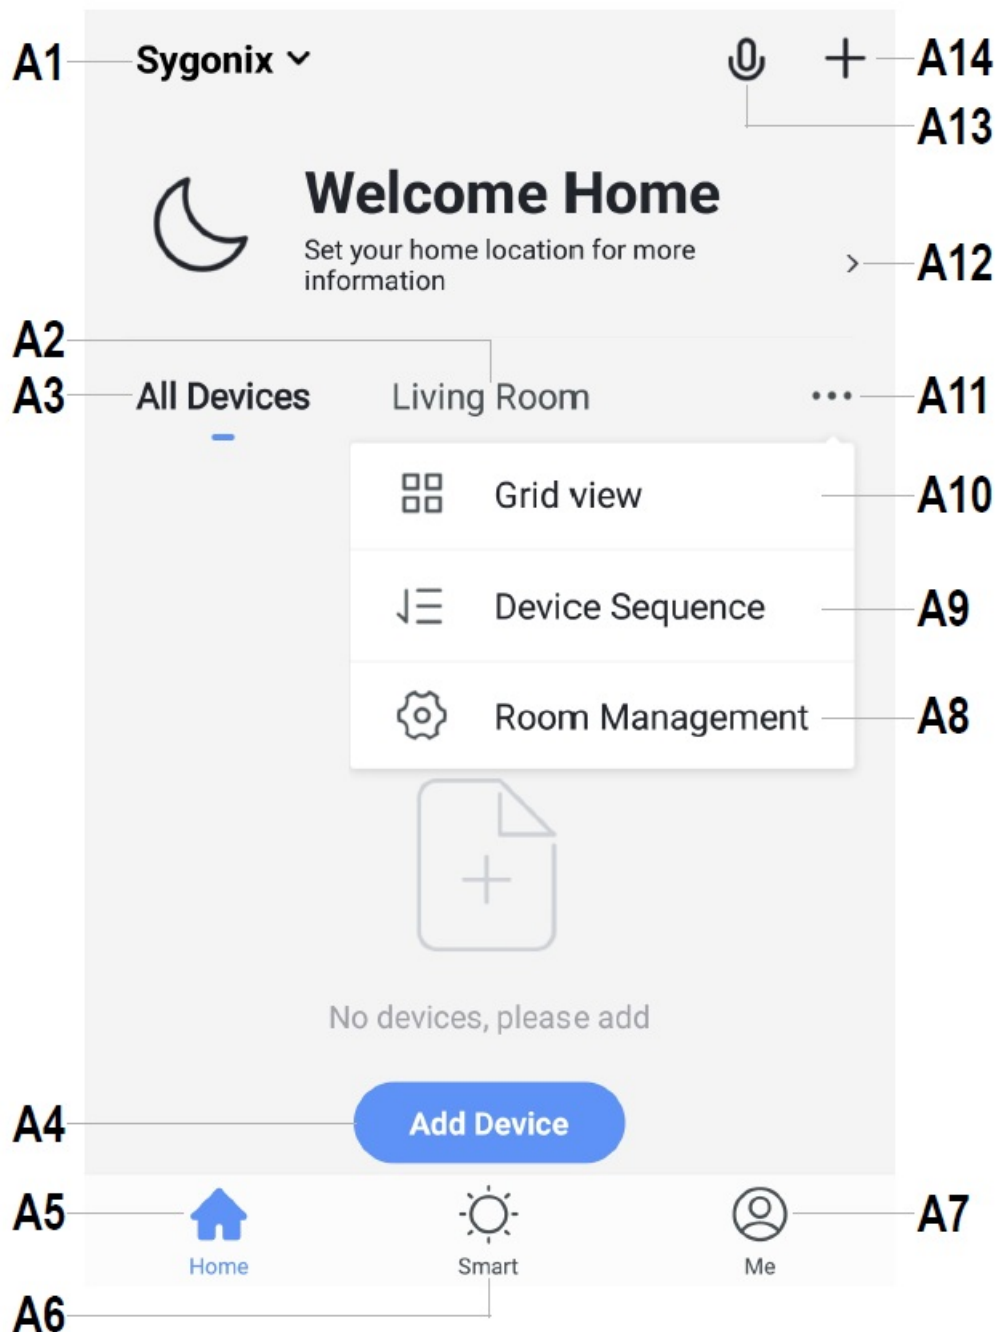 A1 Sygonix A14
A13
Welcome Home
Set your home location for more
information
A12
A2
A3 All Devices Living Room A11
Grid view A10
Device Sequence A9
Room Management A8
No devices, please add
A4 Add Device
A5 A7
Home Smart Me
A6